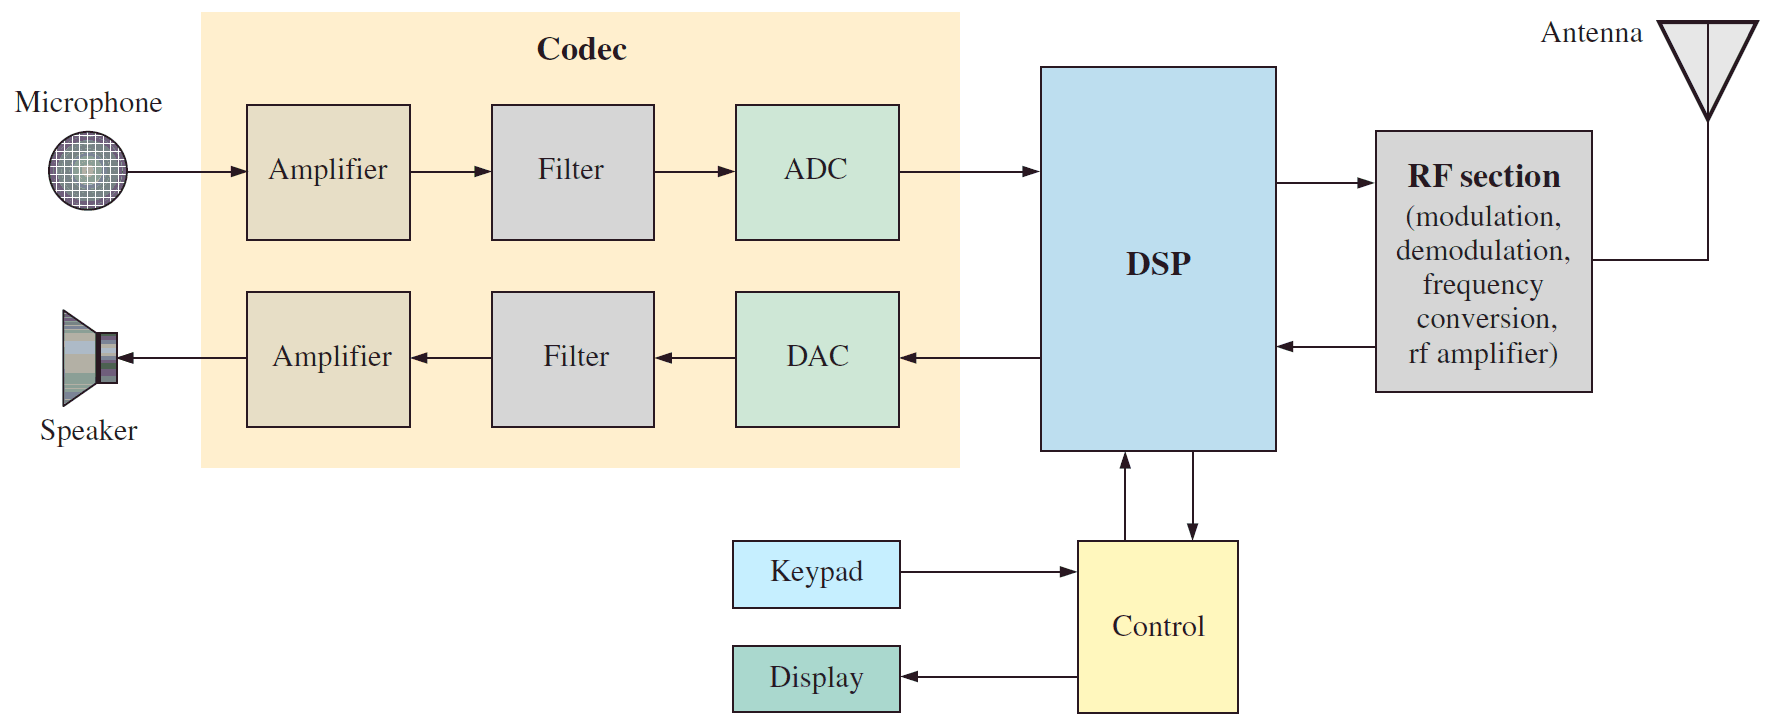 Codec
Antenna
Microphone
Amplifier
Filter
ADC
DSP
RF section
(modulation,
demodulation,
frequency
conversion,
rf amplifier)
Amplifier
Filter
DAC
Speaker
Keypad
Control
Display